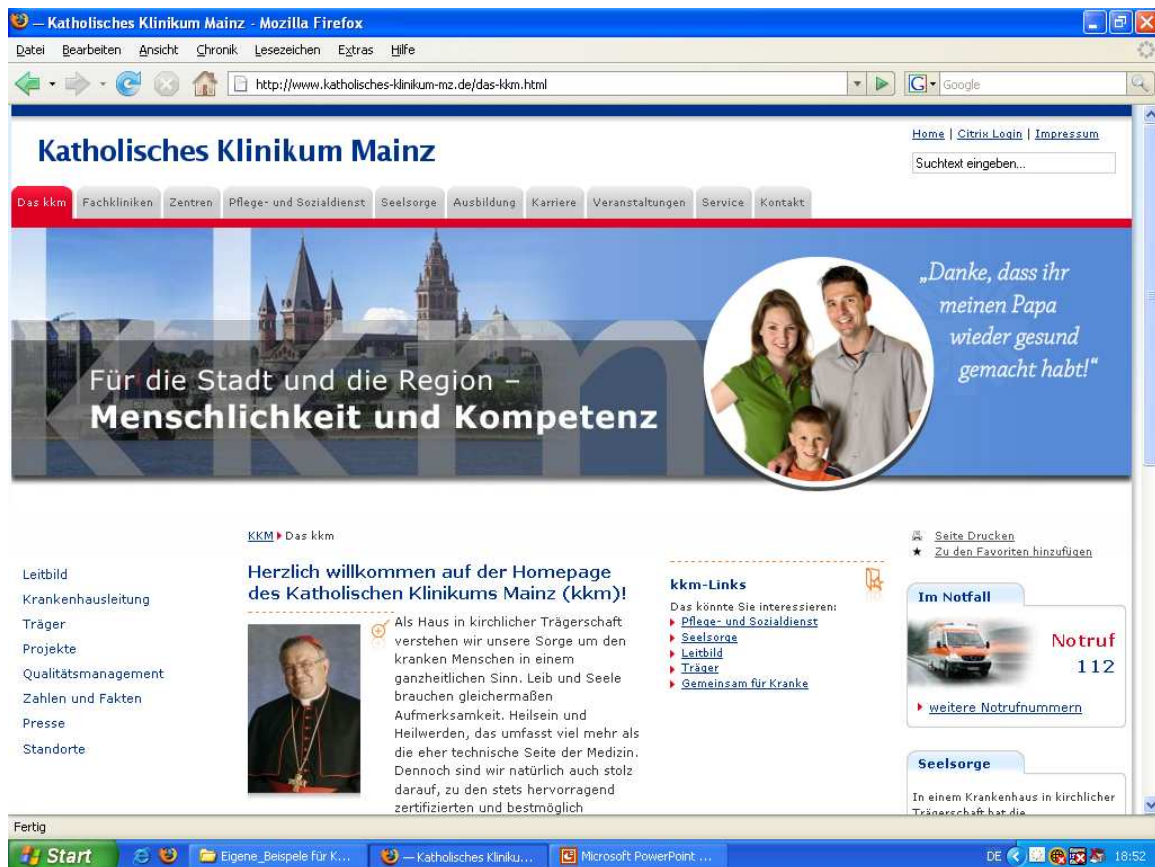 — Katholisches Klinikum Mainz - Mozilla Firefox
Datei Bearbeiten Ansicht Chronik Lesezeichen Extras Hilfe
http://www.katholisches-klinikum-mz.de/das-kkm.html
G Google
Home | Citrix Login | Impressum
Katholisches Klinikum Mainz
Suchtext eingeben...
Das kkm Fachkliniken Zentren Pflege- und Sozialdienst Seelsorge Ausbildung Karriere Veranstaltungen Service Kontakt
kkm
„Danke, dass ihr
meinen Papa
wieder gesund
gemacht habt!“
Für die Stadt und die Region –
Menschlichkeit und Kompetenz
KKM Das kkm
Leitbild
Krankenhausleitung
Träger
Projekte
Qualitätsmanagement
Zahlen und Fakten
Presse
Standorte
Herzlich willkommen auf der Homepage
des Katholischen Klinikums Mainz (kkm)!
Als Haus in kirchlicher Trägerschaft
verstehen wir unsere Sorge um den
kranken Menschen in einem
ganzheitlichen Sinn. Leib und Seele
brauchen gleichermaßen
Aufmerksamkeit. Heilsein und
Heilwerden, das umfasst viel mehr als
die eher technische Seite der Medizin.
Dennoch sind wir natürlich auch stolz
darauf, zu den stets hervorragend
zertifizierten und bestmöglich
kkm-Links
Das könnte Sie interessieren:
Pflege- und Sozialdienst
Seelsorge
Leitbild
Träger
Gemeinsam für Kranke
Seite Drucken
Zu den Favoriten hinzufügen
Im Notfall
Notruf
112
weitere Notrufnummern
Seelsorge
In einem Krankenhaus in kirchlicher
Trägerschaft hat die
Fertig
Start Eigene_Beispele für K... — Katholisches Kliniku... Microsoft PowerPoint ... DE 18:52